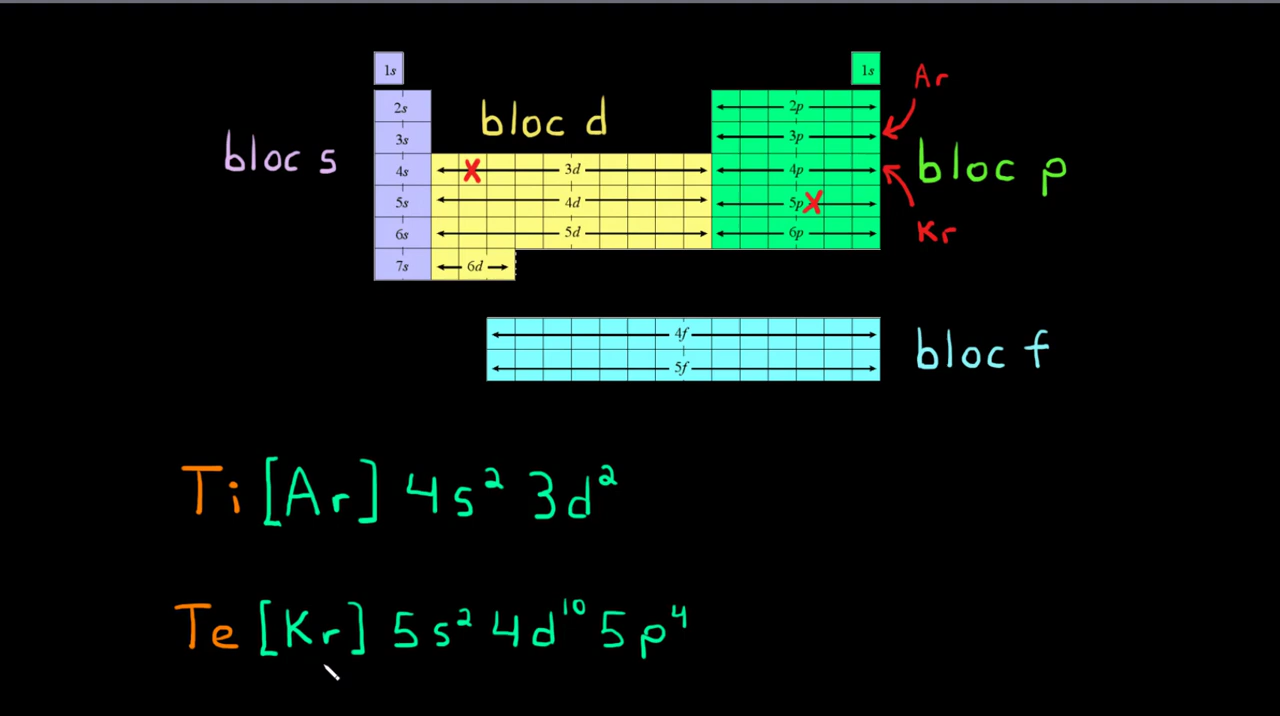 1s 1s Ar
2s bloc d 2p
bloc s 3s 3p
4s 3d 4p bloc p
5s 4d 5p
6s 5d 6p Kr
7s 6d
4f bloc f
5f
Ti [Ar] 4s² 3d²
Te [Kr] 5s² 4d¹⁰ 5p⁴